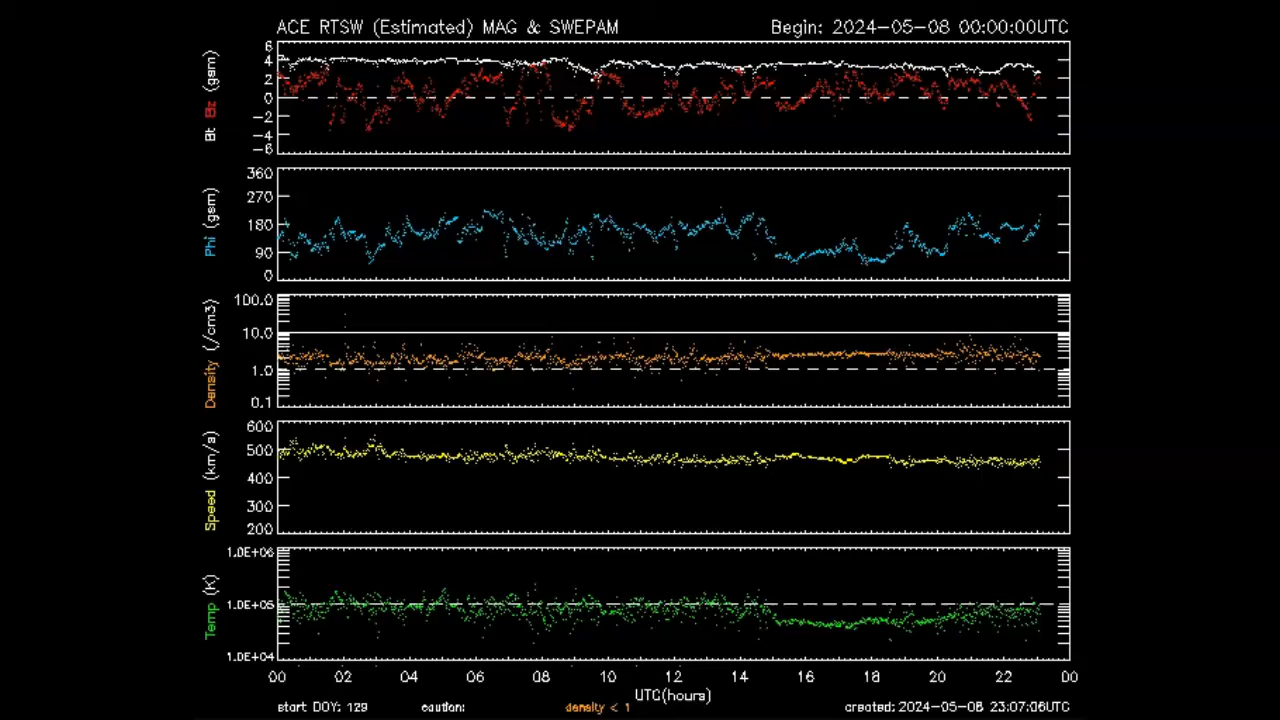 ACE RTSW (Estimated) MAG & SWEPAM Begin: 2024-05-08 00:00:00UTC
Bt Bz (gsm)
6
4
2
0
-2
-4
-6
Phi (gsm)
360
270
180
90
0
Density (/cm3)
100.0
10.0
1.0
0.1
Speed (km/s)
600
500
400
300
200
Temp (K)
1.0E+06
1.0E+05
1.0E+04
00 02 04 06 08 10 12 14 16 18 20 22 00
UTC(hours)
start DOY: 129 caution: density < 1 created: 2024-05-08 23:07:06UTC